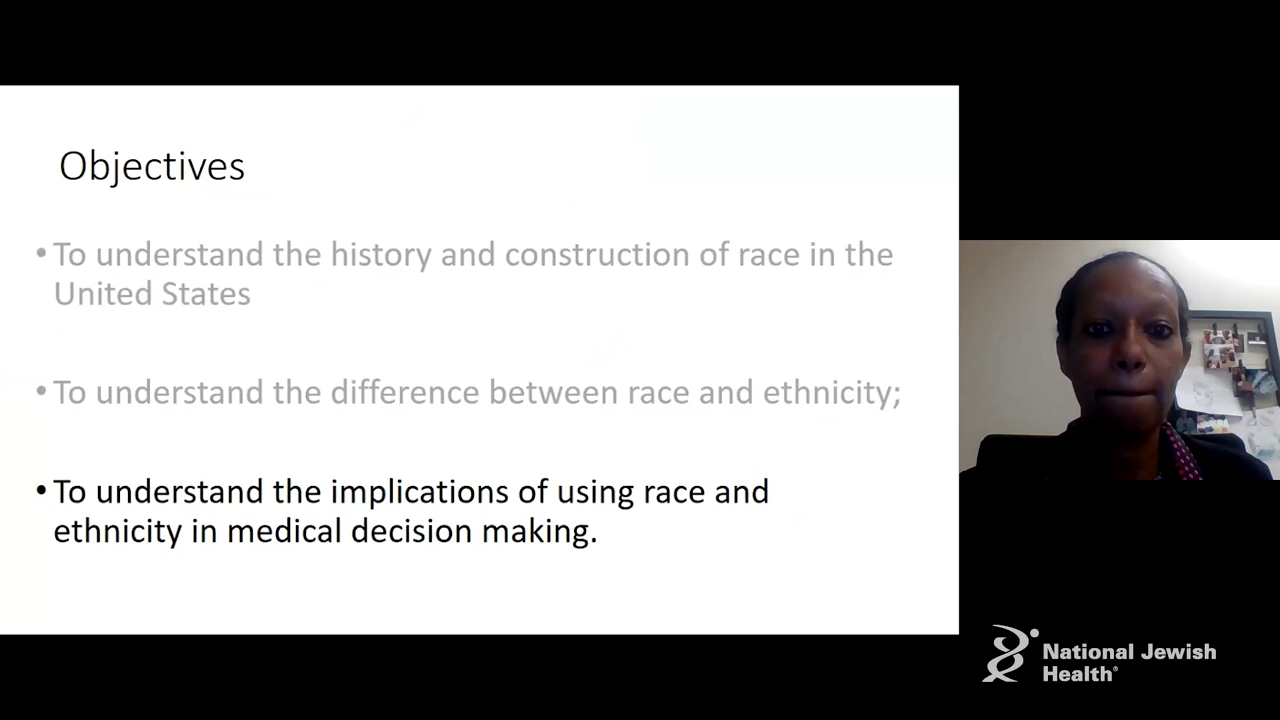 Objectives
• To understand the history and construction of race in the
United States
• To understand the difference between race and ethnicity;
• To understand the implications of using race and
ethnicity in medical decision making.
National Jewish
Health®